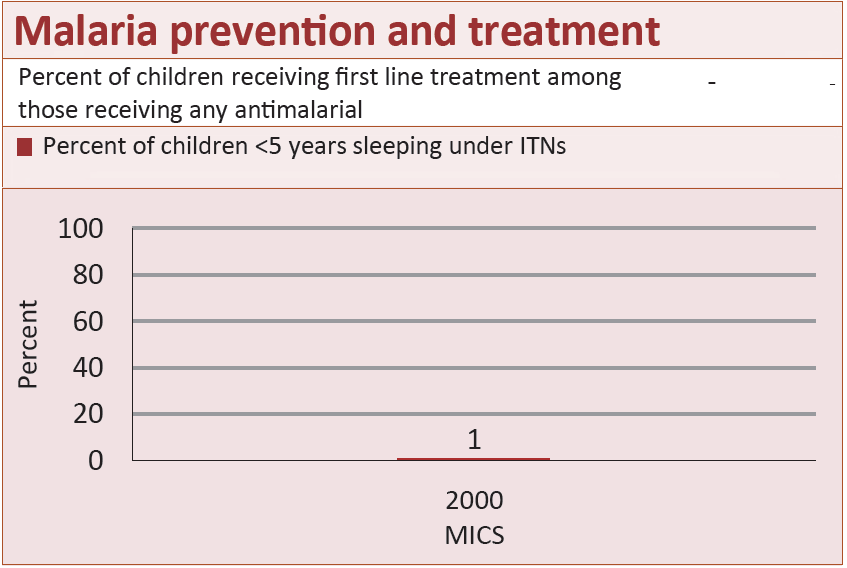 Malaria prevention and treatment
Percent of children receiving first line treatment among - -
those receiving any antimalarial
Percent of children <5 years sleeping under ITNs
100
80
60
40
20
0
Percent
1
2000
MICS